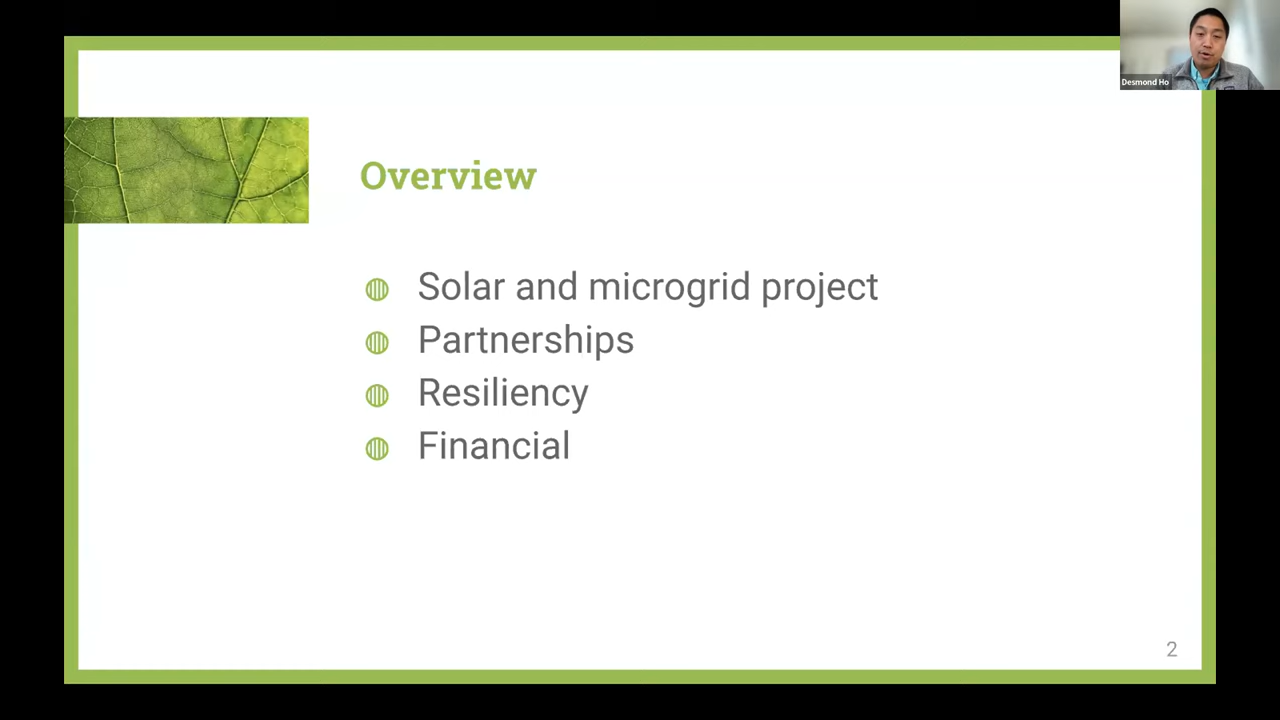 Desmond Ho
Overview
Solar and microgrid project
Partnerships
Resiliency
Financial
2